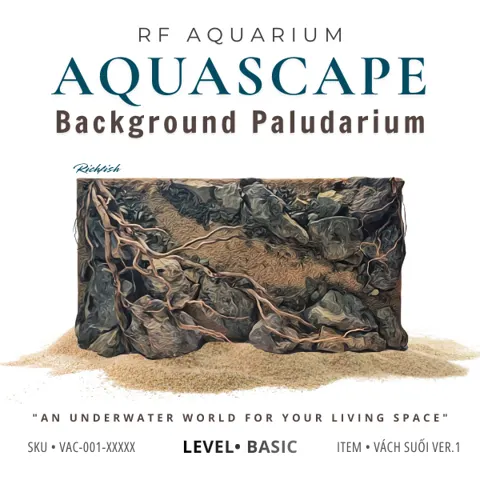 RF AQUARIUM
AQUASCAPE
Background Paludarium
Richfish
"AN UNDERWATER WORLD FOR YOUR LIVING SPACE"
SKU • VAC-001-XXXXX
LEVEL• BASIC
ITEM • VÁCH SUỐI VER.1